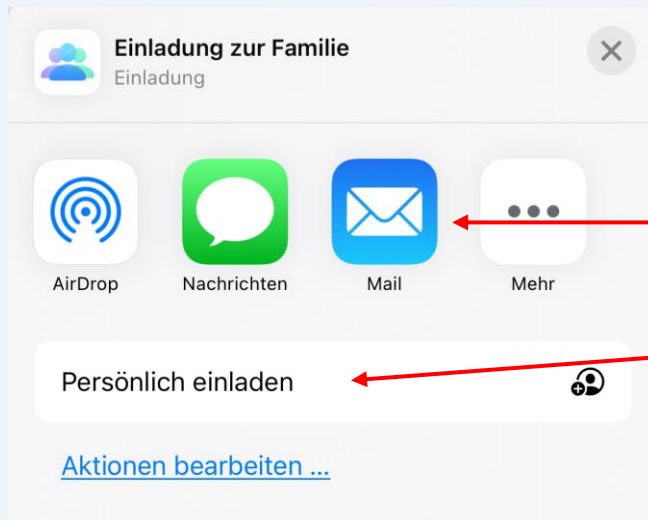 Einladung zur Familie
Einladung
AirDrop Nachrichten Mail Mehr
Persönlich einladen
Aktionen bearbeiten ...